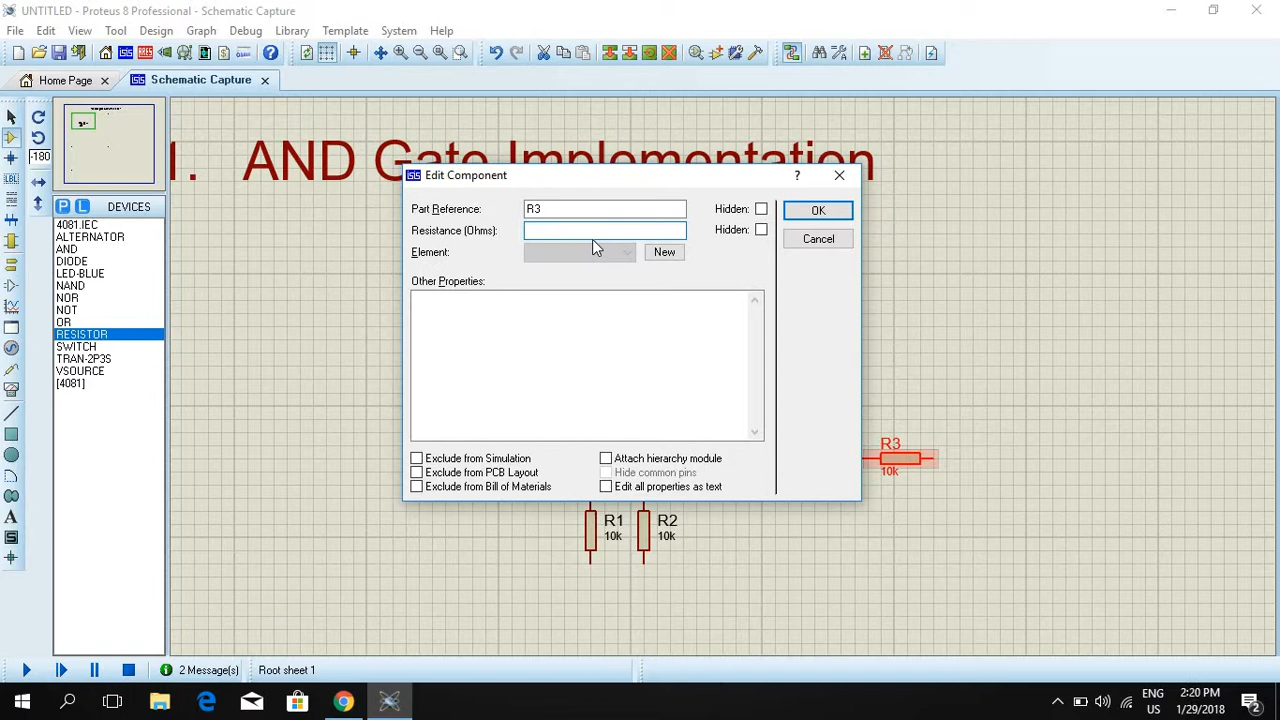 UNTITLED - Proteus 8 Professional - Schematic Capture
File Edit View Tool Design Graph Debug Library Template System Help
Home Page
Schematic Capture
-180
LBL
P L DEVICES
4081.IEC
ALTERNATOR
AND
DIODE
LED-BLUE
NAND
NOR
NOT
OR
RESISTOR
SWITCH
TRAN-2P3S
VSOURCE
[4081]
1. AND Gate Implementation
Edit Component
Part Reference: R3 Hidden:
Resistance (Ohms): Hidden:
Element: New
Other Properties:
OK
Cancel
Exclude from Simulation
Exclude from PCB Layout
Exclude from Bill of Materials
Attach hierarchy module
Hide common pins
Edit all properties as text
R3
10k
R1
10k
R2
10k
2 Message(s)
Root sheet 1
ENG
US
2:20 PM
1/29/2018
2